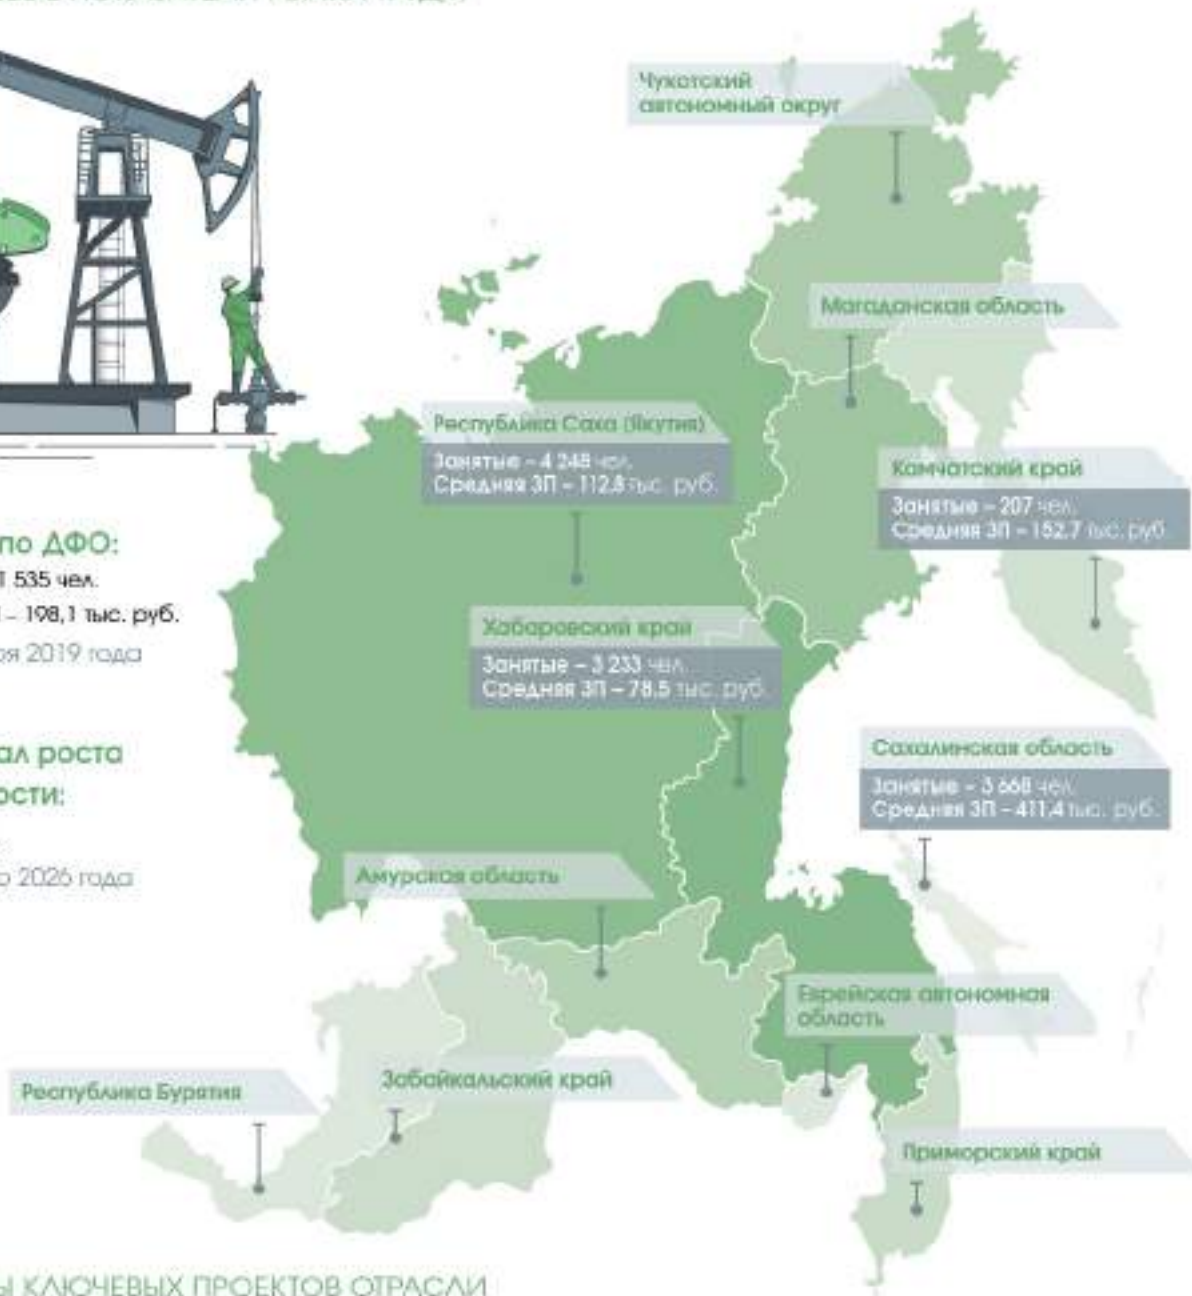 Чукотский
автономный округ
Магаданская область
Республика Саха (Якутия)
Занятые – 4 248 чел.
Средняя ЗП – 112,8 тыс. руб.
Камчатский край
Занятые – 207 чел.
Средняя ЗП – 152,7 тыс. руб.
по ДФО:
1 535 чел.
– 198,1 тыс. руб.
2019 года
Хабаровский край
Занятые – 3 233 чел.
Средняя ЗП – 78,5 тыс. руб.
роста
2026 года
Сахалинская область
Занятые – 3 668 чел.
Средняя ЗП – 411,4 тыс. руб.
Амурская область
Еврейская автономная
область
Республика Бурятия
Забайкальский край
Приморский край
КЛЮЧЕВЫХ ПРОЕКТОВ ОТРАСЛИ